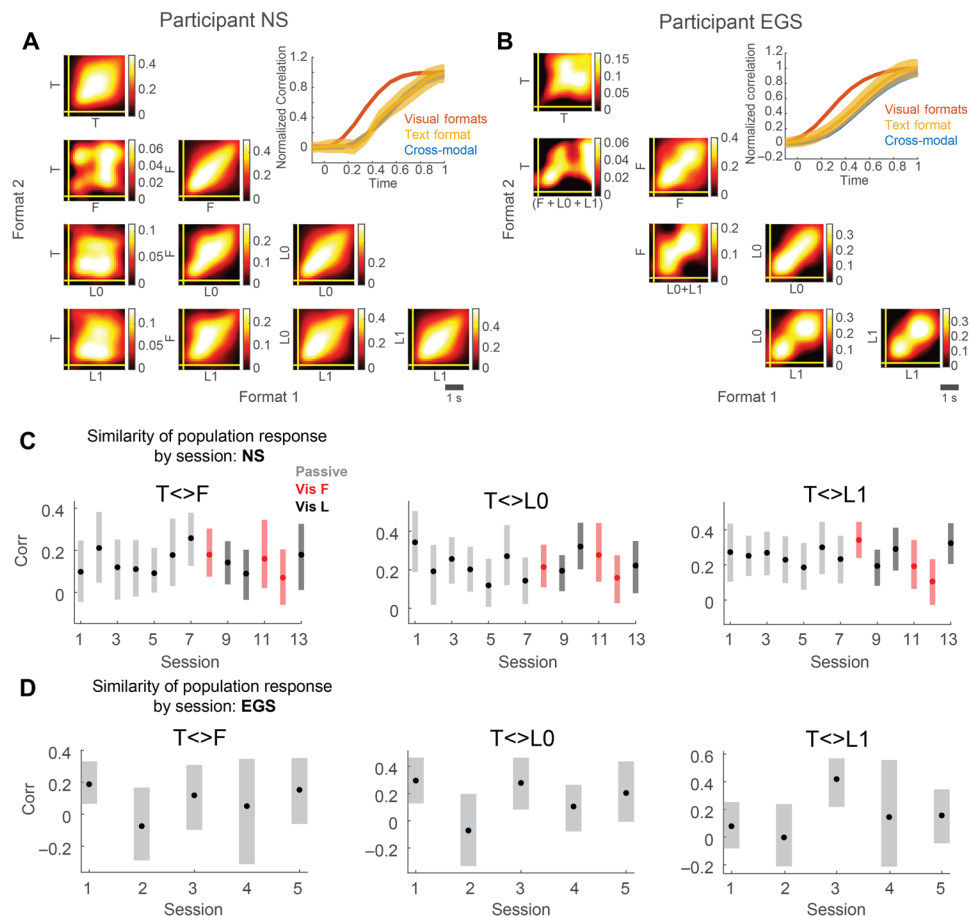 Participant NS
Participant EGS
A
B
Format 2
T
0.4
0.2
0
T
Normalized Correlation
1.2
1.0
0.8
0.6
0.4
0.2
0
0 0.2 0.4 0.6 0.8 1
Time
Visual formats
Text format
Cross-modal
T
0.06
0.04
0.02
0
F
F
0.4
0.2
0
F
T
0.1
0.05
0
L0
F
0.2
0.1
0
L0
L0
0.2
0
L0
T
0.1
0.05
0
L1
F
0.2
0.1
0
L1
L0
0.4
0.2
0
L1
L1
0.4
0.2
0
L1
Format 1
1 s
Format 2
T
0.15
0.10
0.05
0
T
Normalized Correlation
1.2
1.0
0.8
0.6
0.4
0.2
0
−0.2
0 0.2 0.4 0.6 0.8 1
Time
Visual formats
Text format
Cross-modal
T
0.06
0.04
0.02
0
(F + L0 + L1)
F
0.4
0.2
0
F
F
0.2
0.1
0
L0+L1
L0
0.3
0.2
0.1
0
L0
L0
0.3
0.2
0.1
0
L1
L1
0.3
0.2
0.1
0
L1
Format 1
1 s
C
Similarity of population response
by session: NS
Passive
Vis F
Vis L
T<>F
Corr
0.4
0.2
0
1 3 5 7 9 11 13
Session
T<>L0
0.4
0.2
0
1 3 5 7 9 11 13
Session
T<>L1
0.4
0.2
0
1 3 5 7 9 11 13
Session
D
Similarity of population response
by session: EGS
T<>F
Corr
0.4
0.2
0
−0.2
1 2 3 4 5
Session
T<>L0
0.4
0.2
0
−0.2
1 2 3 4 5
Session
T<>L1
0.6
0.4
0.2
0
−0.2
1 2 3 4 5
Session